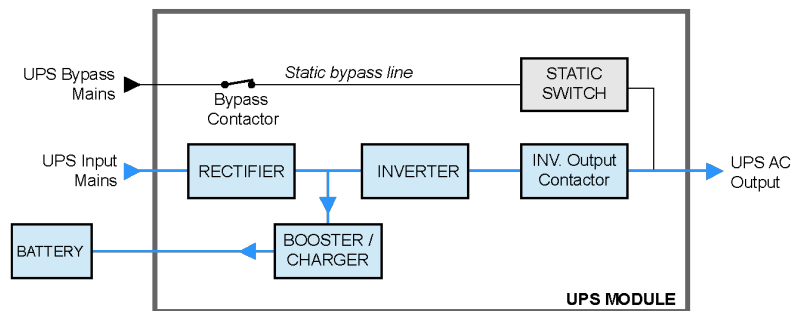 UPS Bypass
Mains
Static bypass line
Bypass
Contactor
STATIC
SWITCH
UPS Input
Mains
RECTIFIER
INVERTER
INV. Output
Contactor
UPS AC
Output
BATTERY
BOOSTER /
CHARGER
UPS MODULE